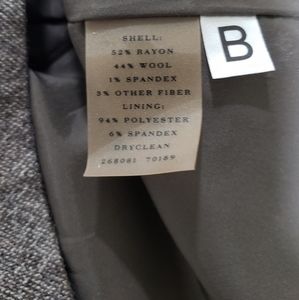 SHELL:
52% RAYON
44% WOOL
1% SPANDEX
3% OTHER FIBER
LINING:
94% POLYESTER
6% SPANDEX
DRYCLEAN
268081 70189
B